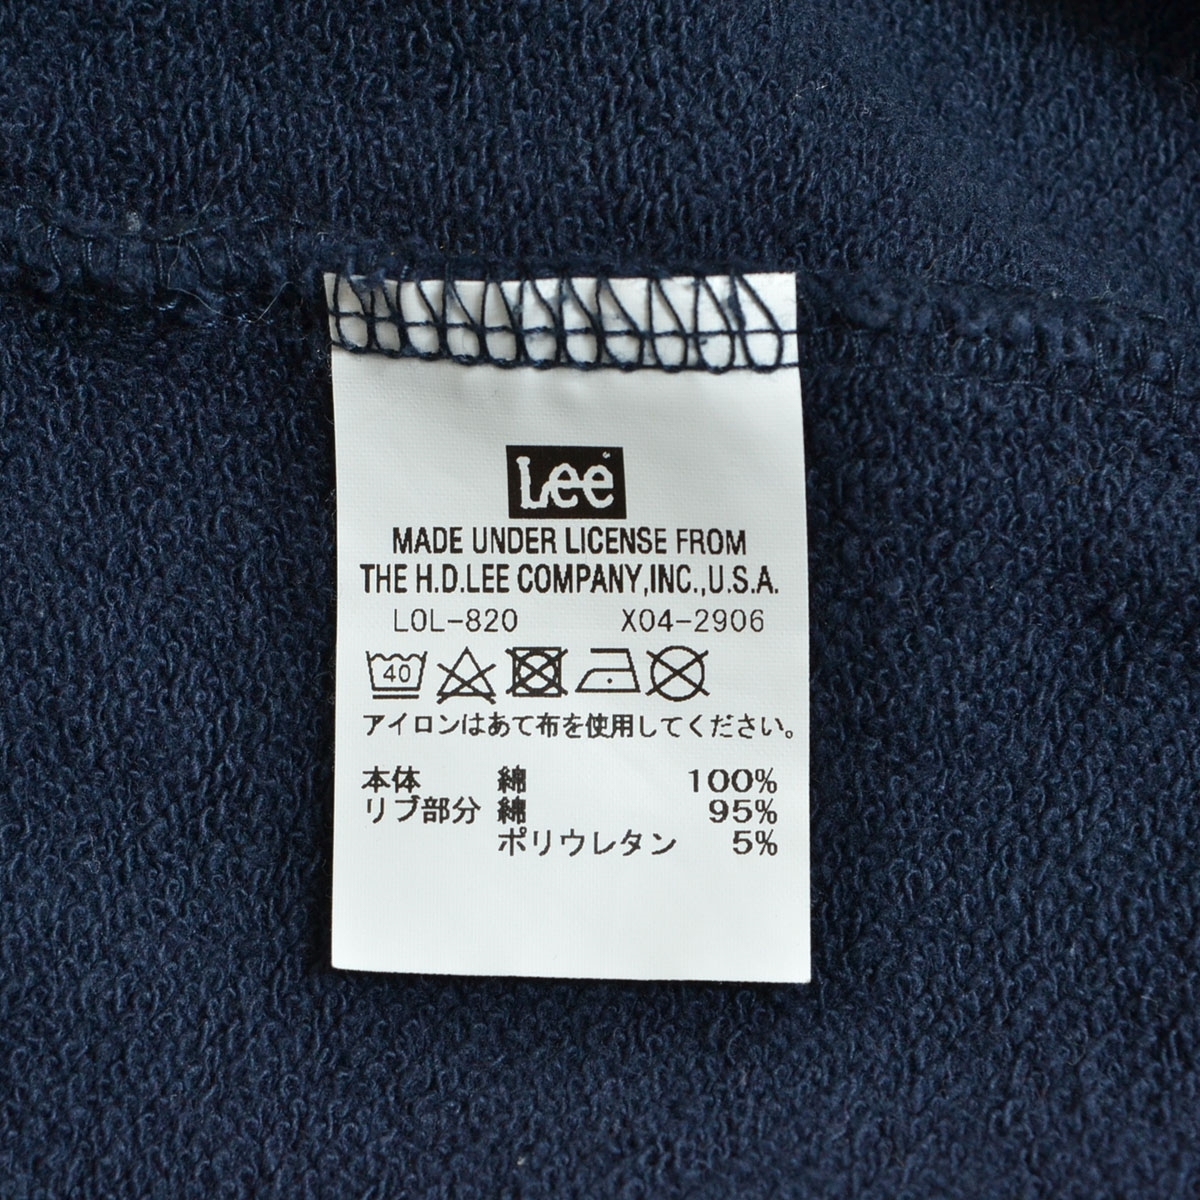 Lee
MADE UNDER LICENSE FROM
THE H.D.LEE COMPANY,INC.,U.S.A.
LOL-820 X04-2906
40
アイロンはあて布を使用してください。
本体 綿 100%
リブ部分 綿 95%
ポリウレタン 5%